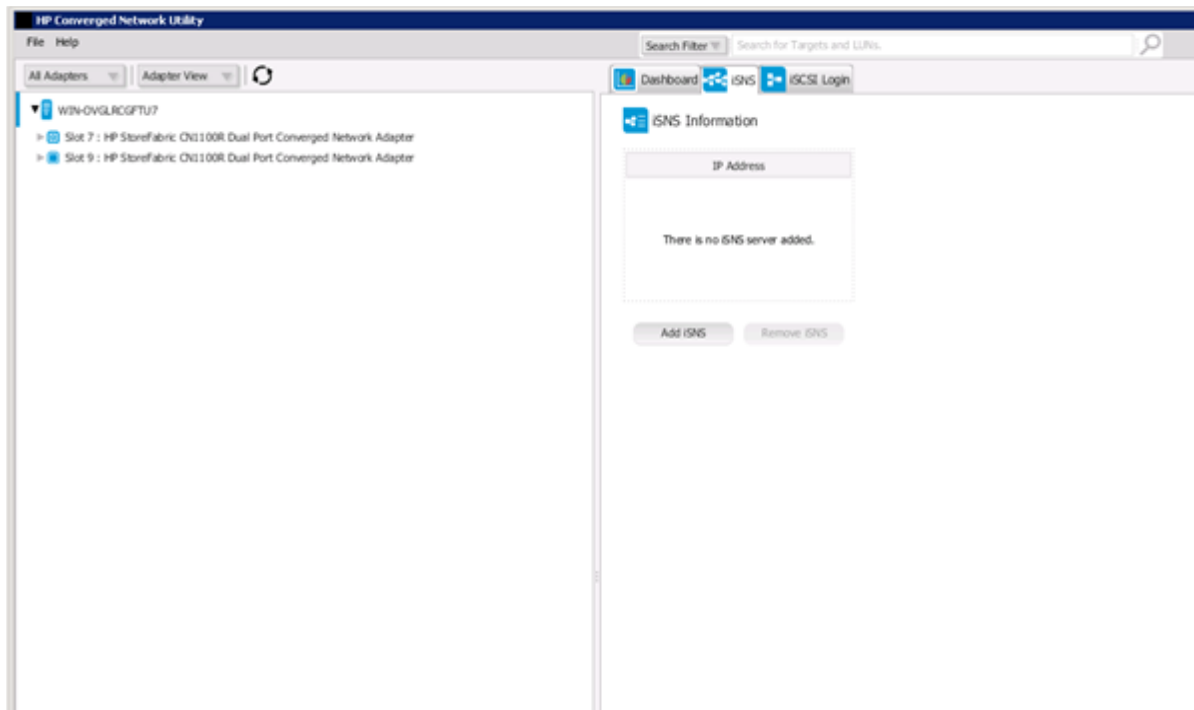 HP Converged Network Utility
File Help
Search Filter Search for Targets and LUNs.
All Adapters Adapter View
Dashboard iSNS iSCSI Login
WIN-OVGLRCGFTU7
Slot 7 : HP StoreFabric CN1100R Dual Port Converged Network Adapter
Slot 9 : HP StoreFabric CN1100R Dual Port Converged Network Adapter
iSNS Information
IP Address
There is no iSNS server added.
Add iSNS Remove iSNS